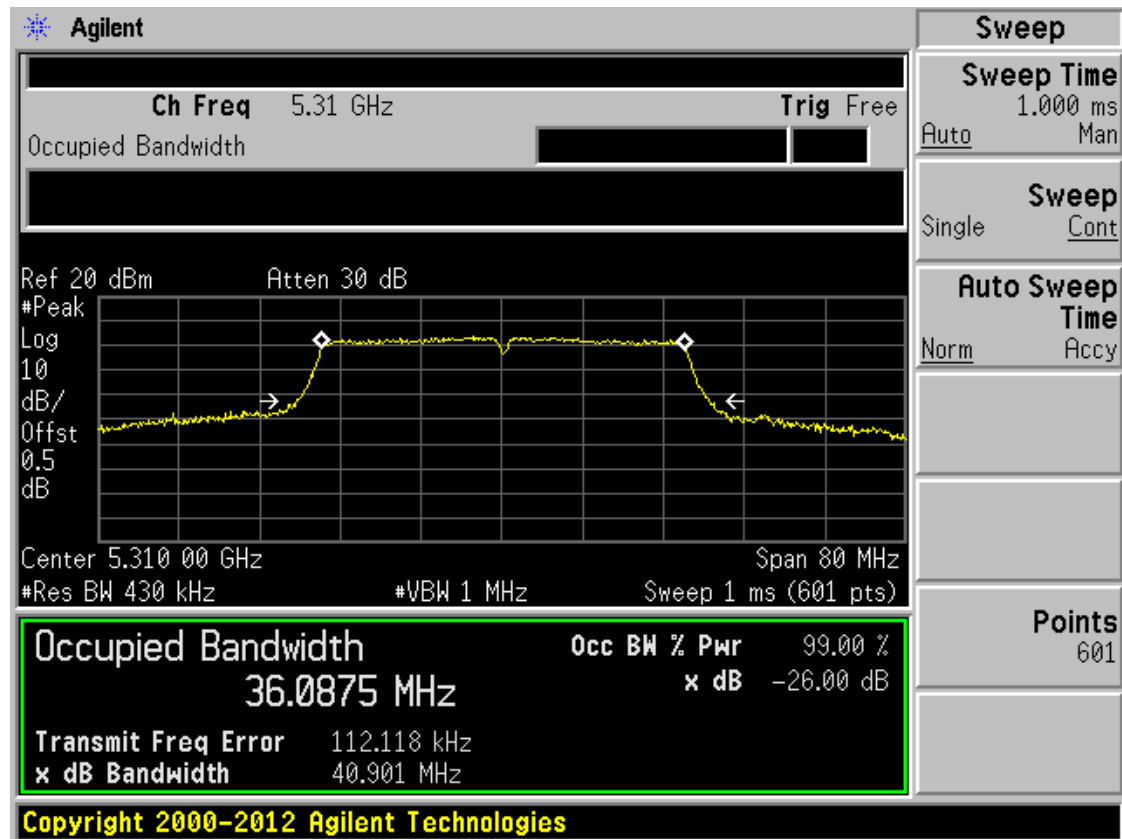 Agilent
Sweep
Ch Freq 5.31 GHz Trig Free
Occupied Bandwidth
Sweep Time
1.000 ms
Auto Man
Sweep
Single Cont
Auto Sweep
Time
Norm Accy
Ref 20 dBm Atten 30 dB
#Peak
Log
10
dB/
Offst
0.5
dB
Center 5.310 00 GHz Span 80 MHz
#Res BW 430 kHz #VBW 1 MHz Sweep 1 ms (601 pts)
Points
601
Occupied Bandwidth Occ BW % Pwr 99.00 %
36.0875 MHz x dB -26.00 dB
Transmit Freq Error 112.118 kHz
x dB Bandwidth 40.901 MHz
Copyright 2000-2012 Agilent Technologies